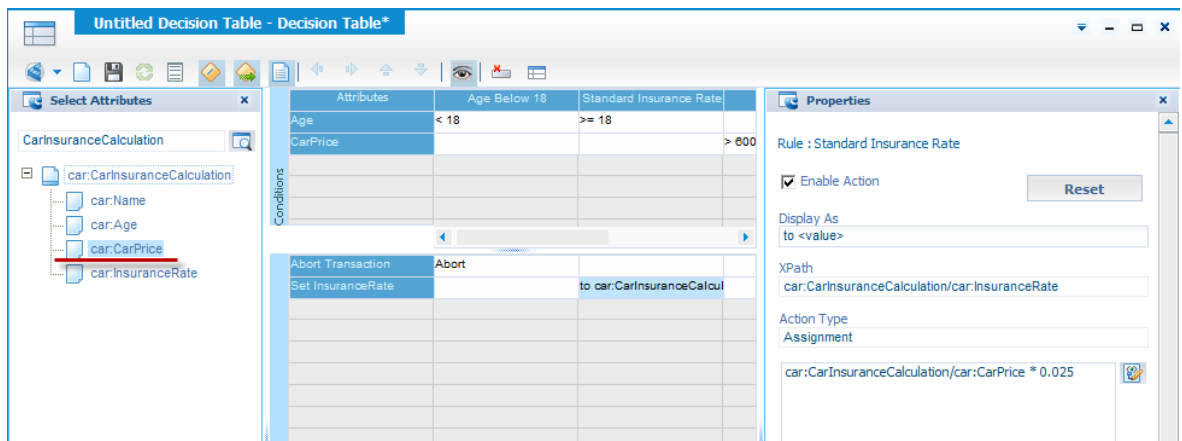 Untitled Decision Table - Decision Table*
Select Attributes
CarInsuranceCalculation
car:CarInsuranceCalculation
car:Name
car:Age
car:CarPrice
car:InsuranceRate
Conditions
Attributes Age Below 18 Standard Insurance Rate
Age < 18 >= 18
CarPrice > 600
Abort Transaction Abort
Set InsuranceRate to car:CarInsuranceCalcul
Properties
Rule : Standard Insurance Rate
Enable Action
Reset
Display As
to <value>
XPath
car:CarInsuranceCalculation/car:InsuranceRate
Action Type
Assignment
car:CarInsuranceCalculation/car:CarPrice * 0.025